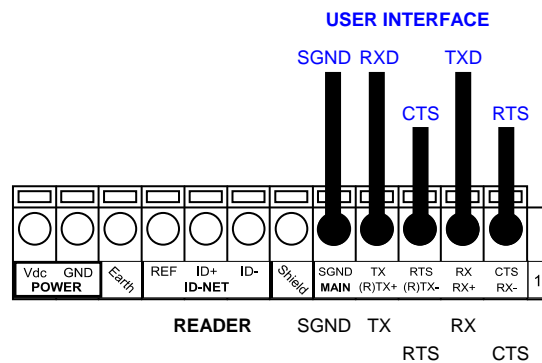 USER INTERFACE
SGND RXD TXD
CTS RTS
Vdc GND Earth REF ID+ ID- Shield SGND TX RTS RX CTS 1
POWER ID-NET MAIN (R)TX+ (R)TX- RX+ RX-
READER SGND TX RX
RTS CTS